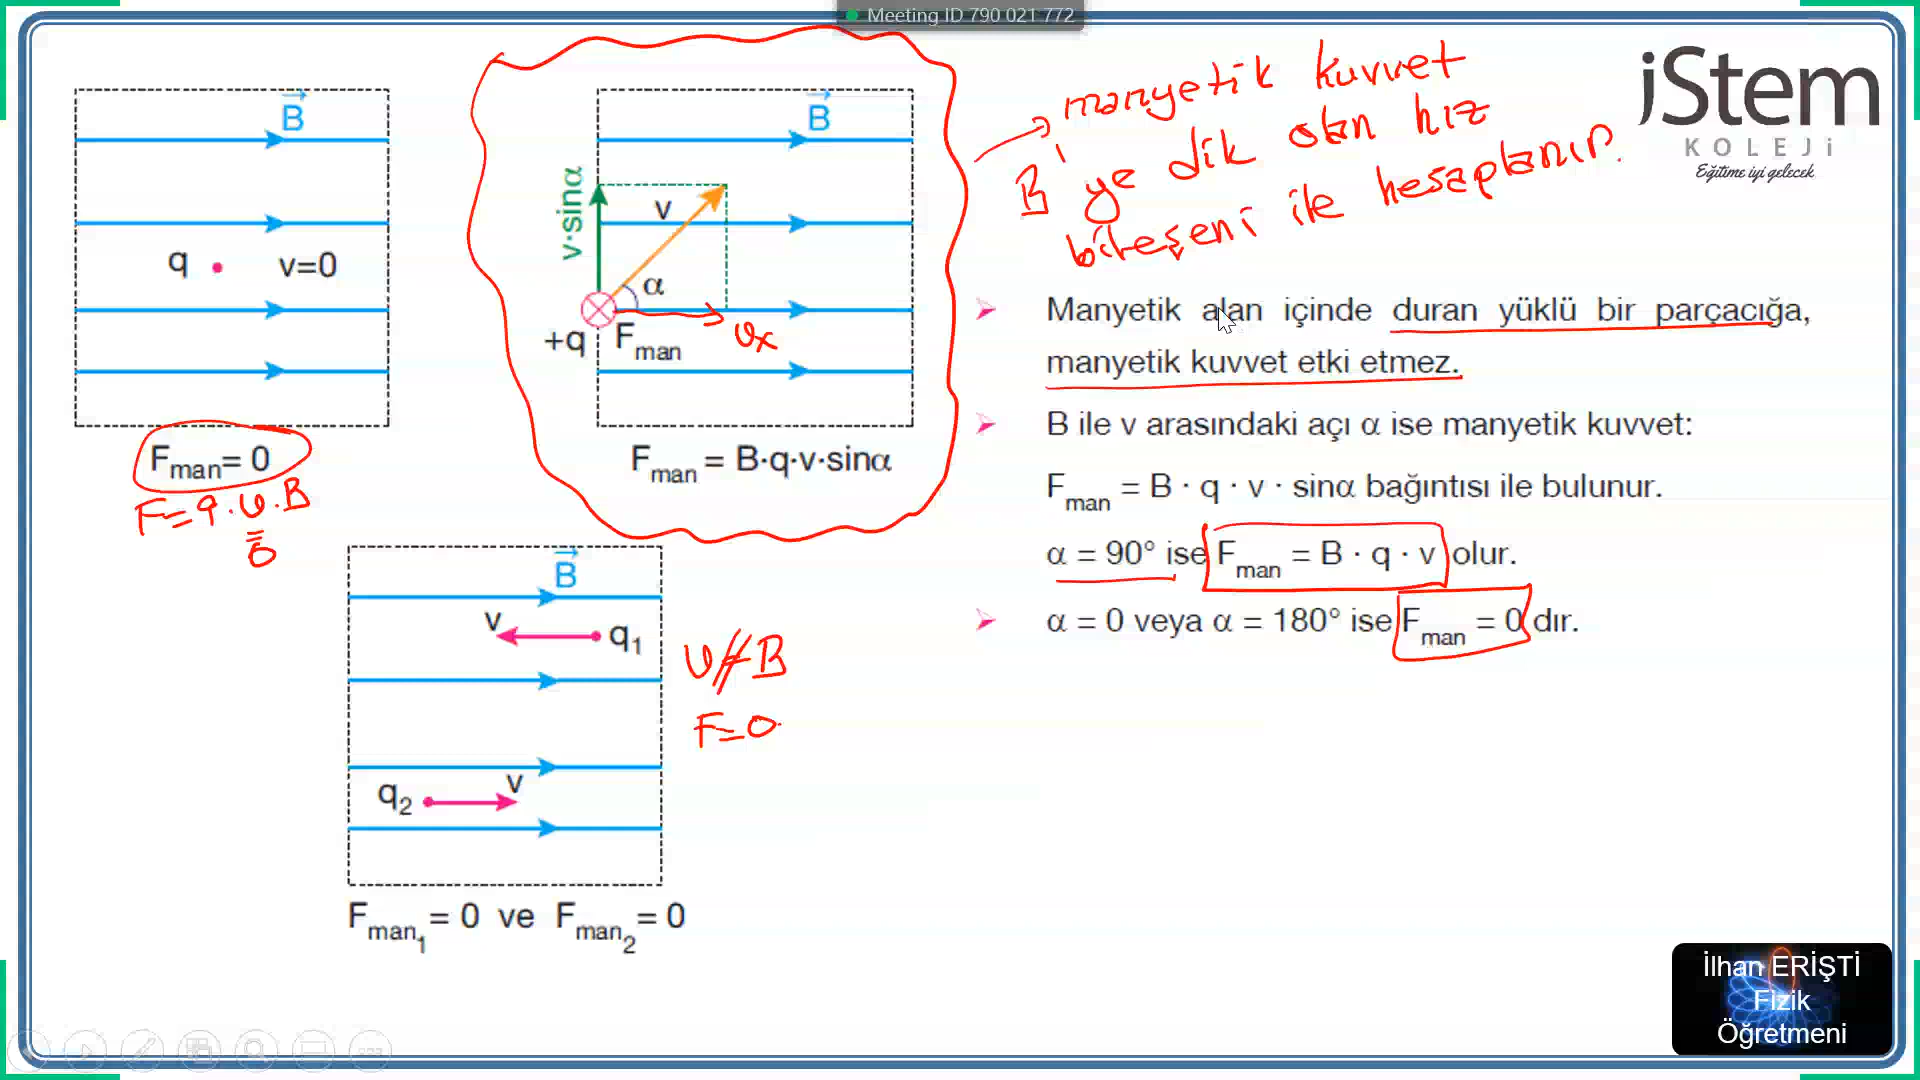 Meeting ID 790 021 772
jStem
KOLEJİ
Eğitime iyi gelecek
manyetik kuvvet
B' ye dik olan hız
bileşeni ile hesaplanır.
B
q
v=0
Fman= 0
F=q.v.B
0
B
v·sinα
v
α
+q
Fman
vx
Fman = B·q·v·sinα
Manyetik alan içinde duran yüklü bir parçacığa,
manyetik kuvvet etki etmez.
B ile v arasındaki açı α ise manyetik kuvvet:
Fman = B · q · v · sinα bağıntısı ile bulunur.
α = 90° ise Fman = B · q · v olur.
α = 0 veya α = 180° ise Fman = 0 dır.
B
v
q1
q2
v
v//B
F=0
Fman1 = 0 ve Fman2 = 0
İlhan ERİŞTİ
Fizik
Öğretmeni